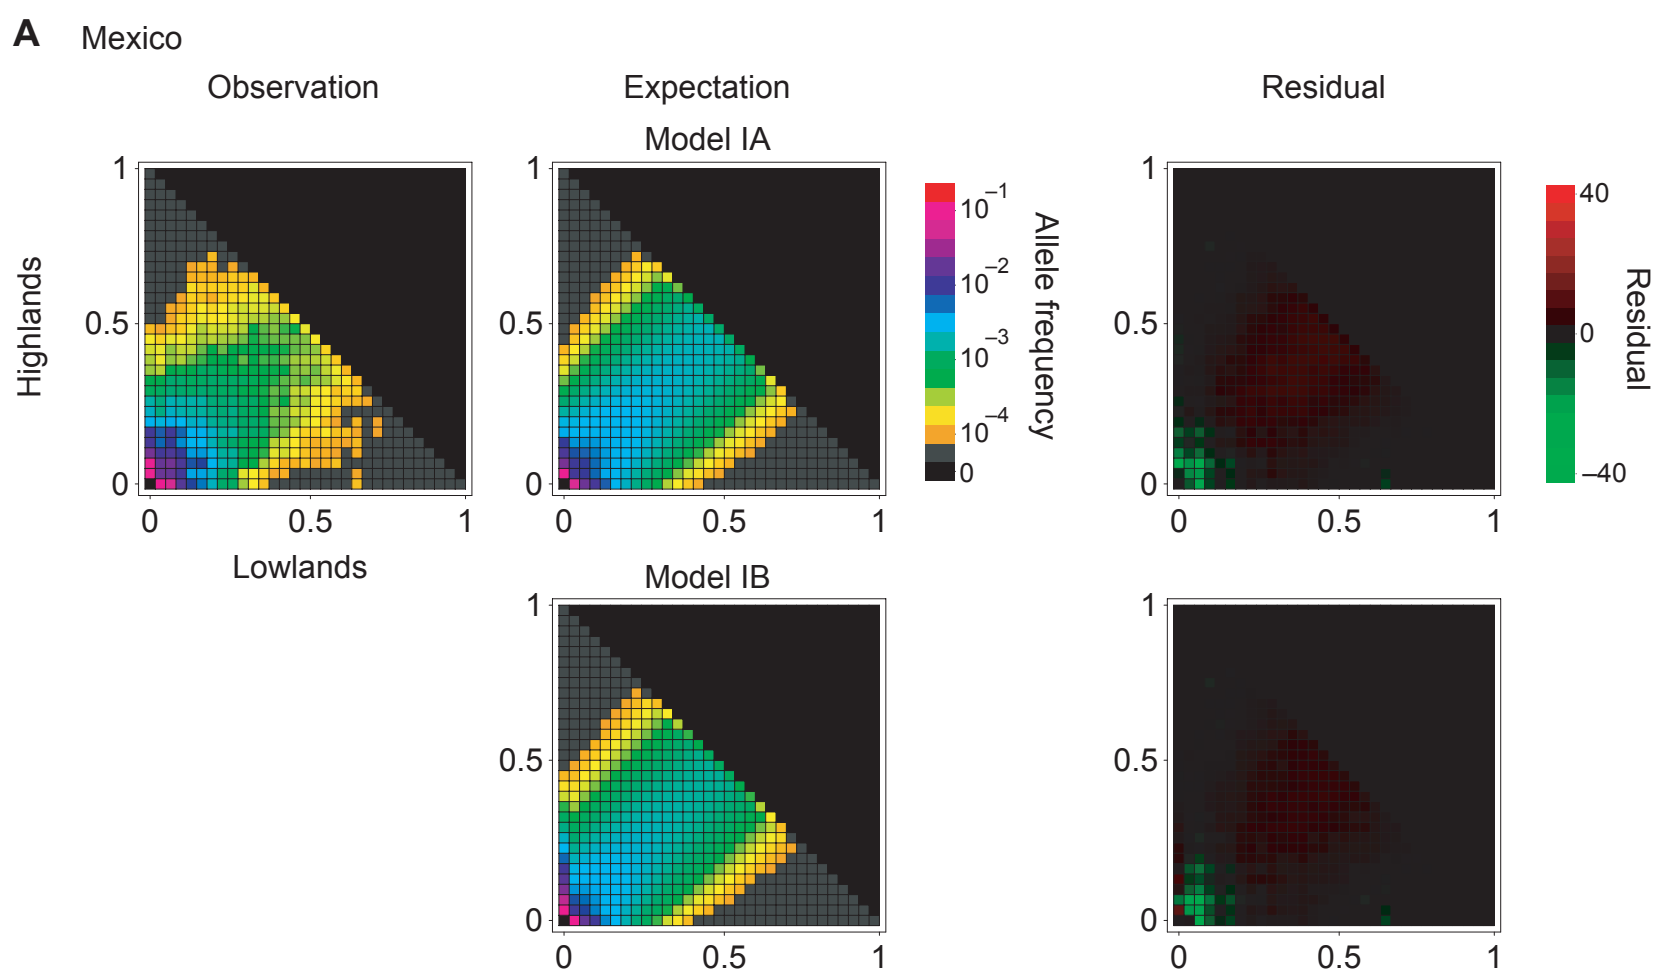 A Mexico
Observation Expectation Residual
Model IA
1 1 1
0.5 0.5 0.5
0 0 0
0 0.5 1 0 0.5 1 0 0.5 1
Highlands
Lowlands
10–1
10–2
10–3
10–4
0
Allele frequency
40
0
–40
Residual
Model IB
1 1
0.5 0.5
0 0
0 0.5 1 0 0.5 1